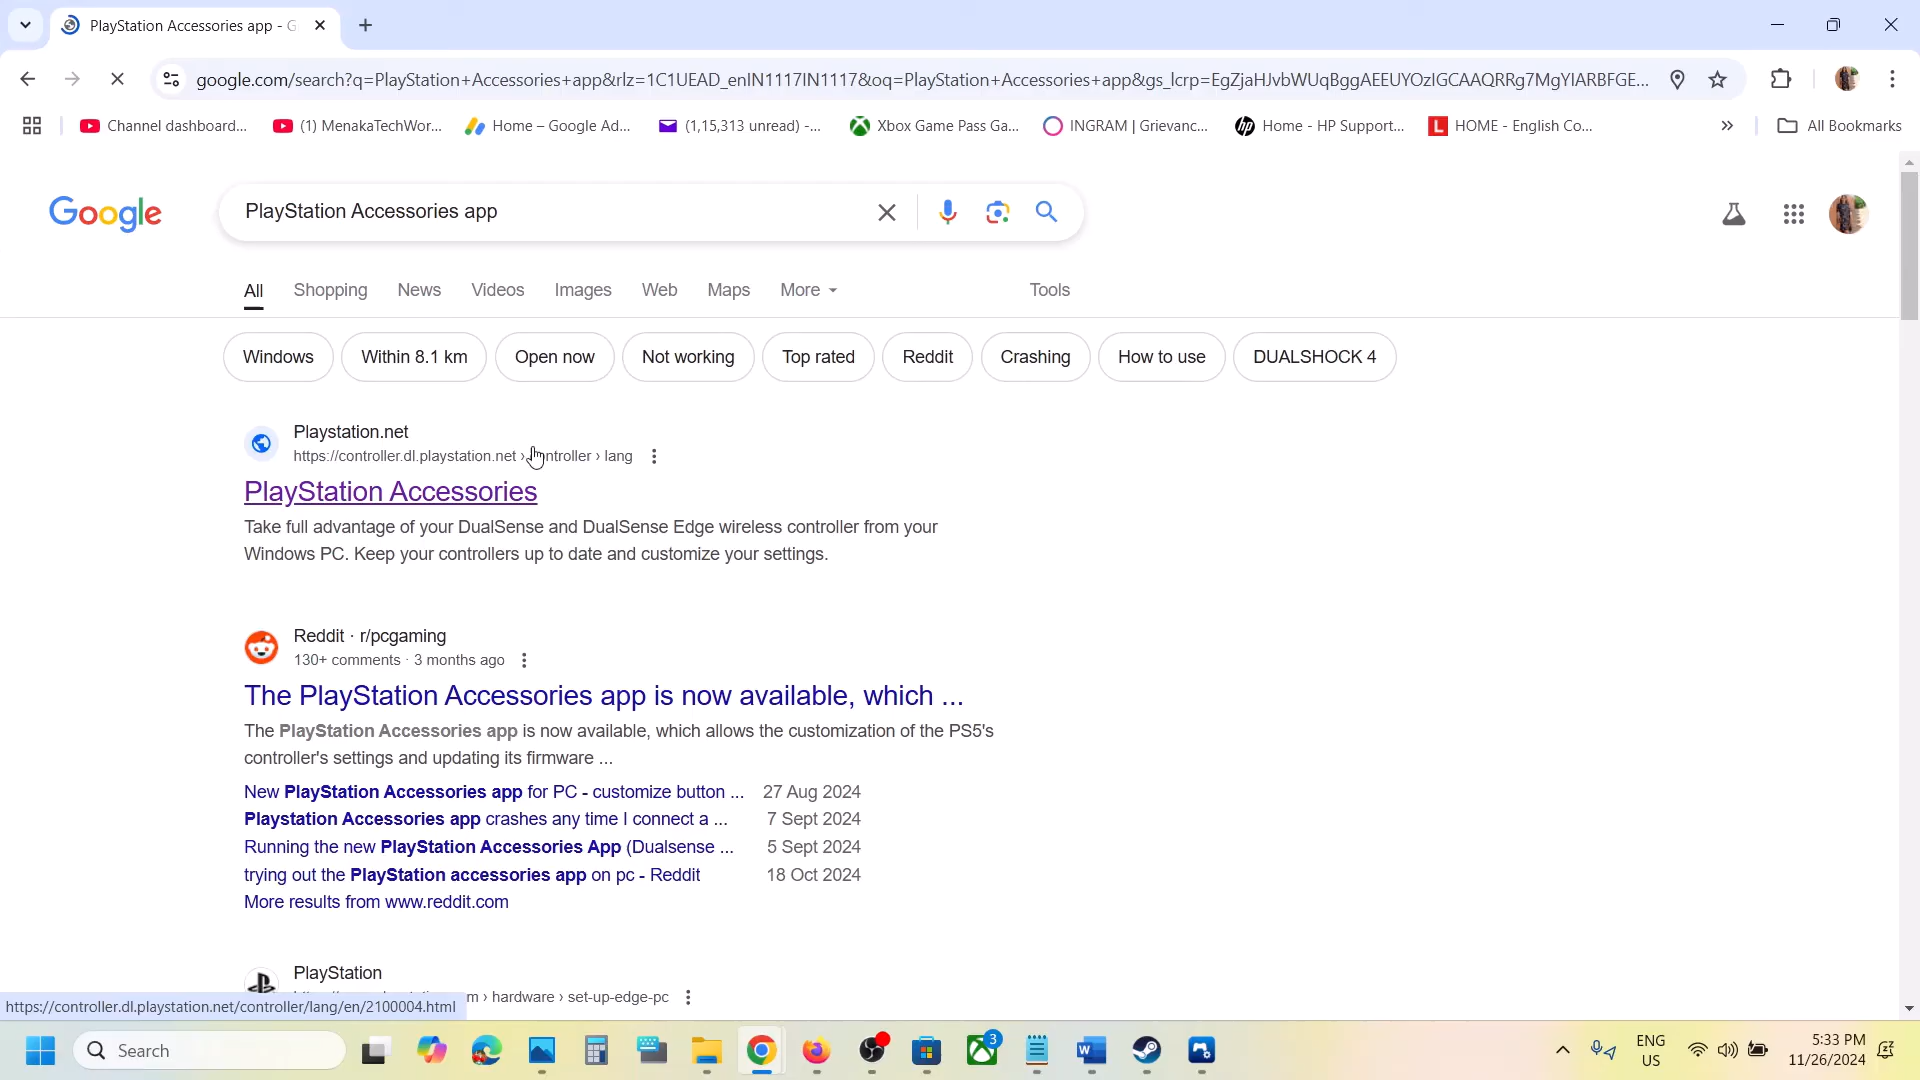 PlayStation Accessories app - G
google.com/search?q=PlayStation+Accessories+app&rlz=1C1UEAD_enIN1117IN1117&oq=PlayStation+Accessories+app&gs_lcrp=EgZjaHJvbWUqBggAEEUYOzIGCAAQRRg7MgYIARBFGE...
Channel dashboard...
(1) MenakaTechWor...
Home – Google Ad...
(1,15,313 unread) -...
Xbox Game Pass Ga...
INGRAM | Grievanc...
Home - HP Support...
HOME - English Co...
All Bookmarks
Google
PlayStation Accessories app
All
Shopping
News
Videos
Images
Web
Maps
More
Tools
Windows
Within 8.1 km
Open now
Not working
Top rated
Reddit
Crashing
How to use
DUALSHOCK 4
Playstation.net
https://controller.dl.playstation.net › controller › lang
PlayStation Accessories
Take full advantage of your DualSense and DualSense Edge wireless controller from your
Windows PC. Keep your controllers up to date and customize your settings.
Reddit · r/pcgaming
130+ comments · 3 months ago
The PlayStation Accessories app is now available, which ...
The PlayStation Accessories app is now available, which allows the customization of the PS5's
controller's settings and updating its firmware ...
New PlayStation Accessories app for PC - customize button ... 27 Aug 2024
Playstation Accessories app crashes any time I connect a ... 7 Sept 2024
Running the new PlayStation Accessories App (Dualsense ... 5 Sept 2024
trying out the PlayStation accessories app on pc - Reddit 18 Oct 2024
More results from www.reddit.com
PlayStation
m › hardware › set-up-edge-pc
https://controller.dl.playstation.net/controller/lang/en/2100004.html
Search
3
ENG
US
5:33 PM
11/26/2024